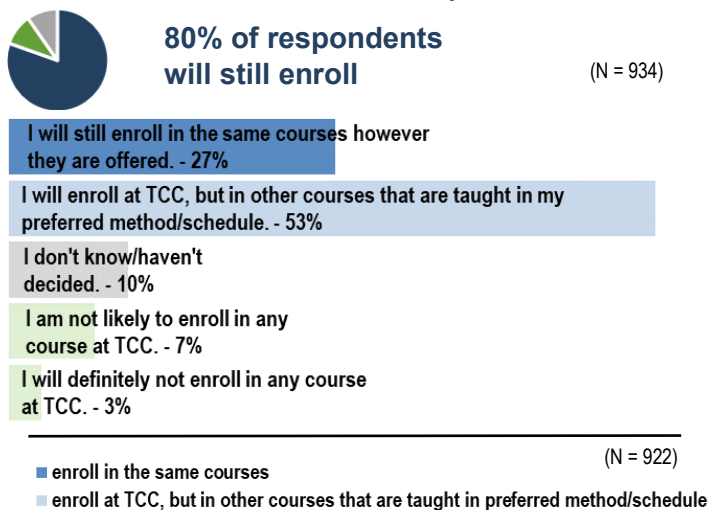 80% of respondents
will still enroll
(N = 934)
I will still enroll in the same courses however
they are offered. - 27%
I will enroll at TCC, but in other courses that are taught in my
preferred method/schedule. - 53%
I don't know/haven't
decided. - 10%
I am not likely to enroll in any
course at TCC. - 7%
I will definitely not enroll in any course
at TCC. - 3%
(N = 922)
enroll in the same courses
enroll at TCC, but in other courses that are taught in preferred method/schedule